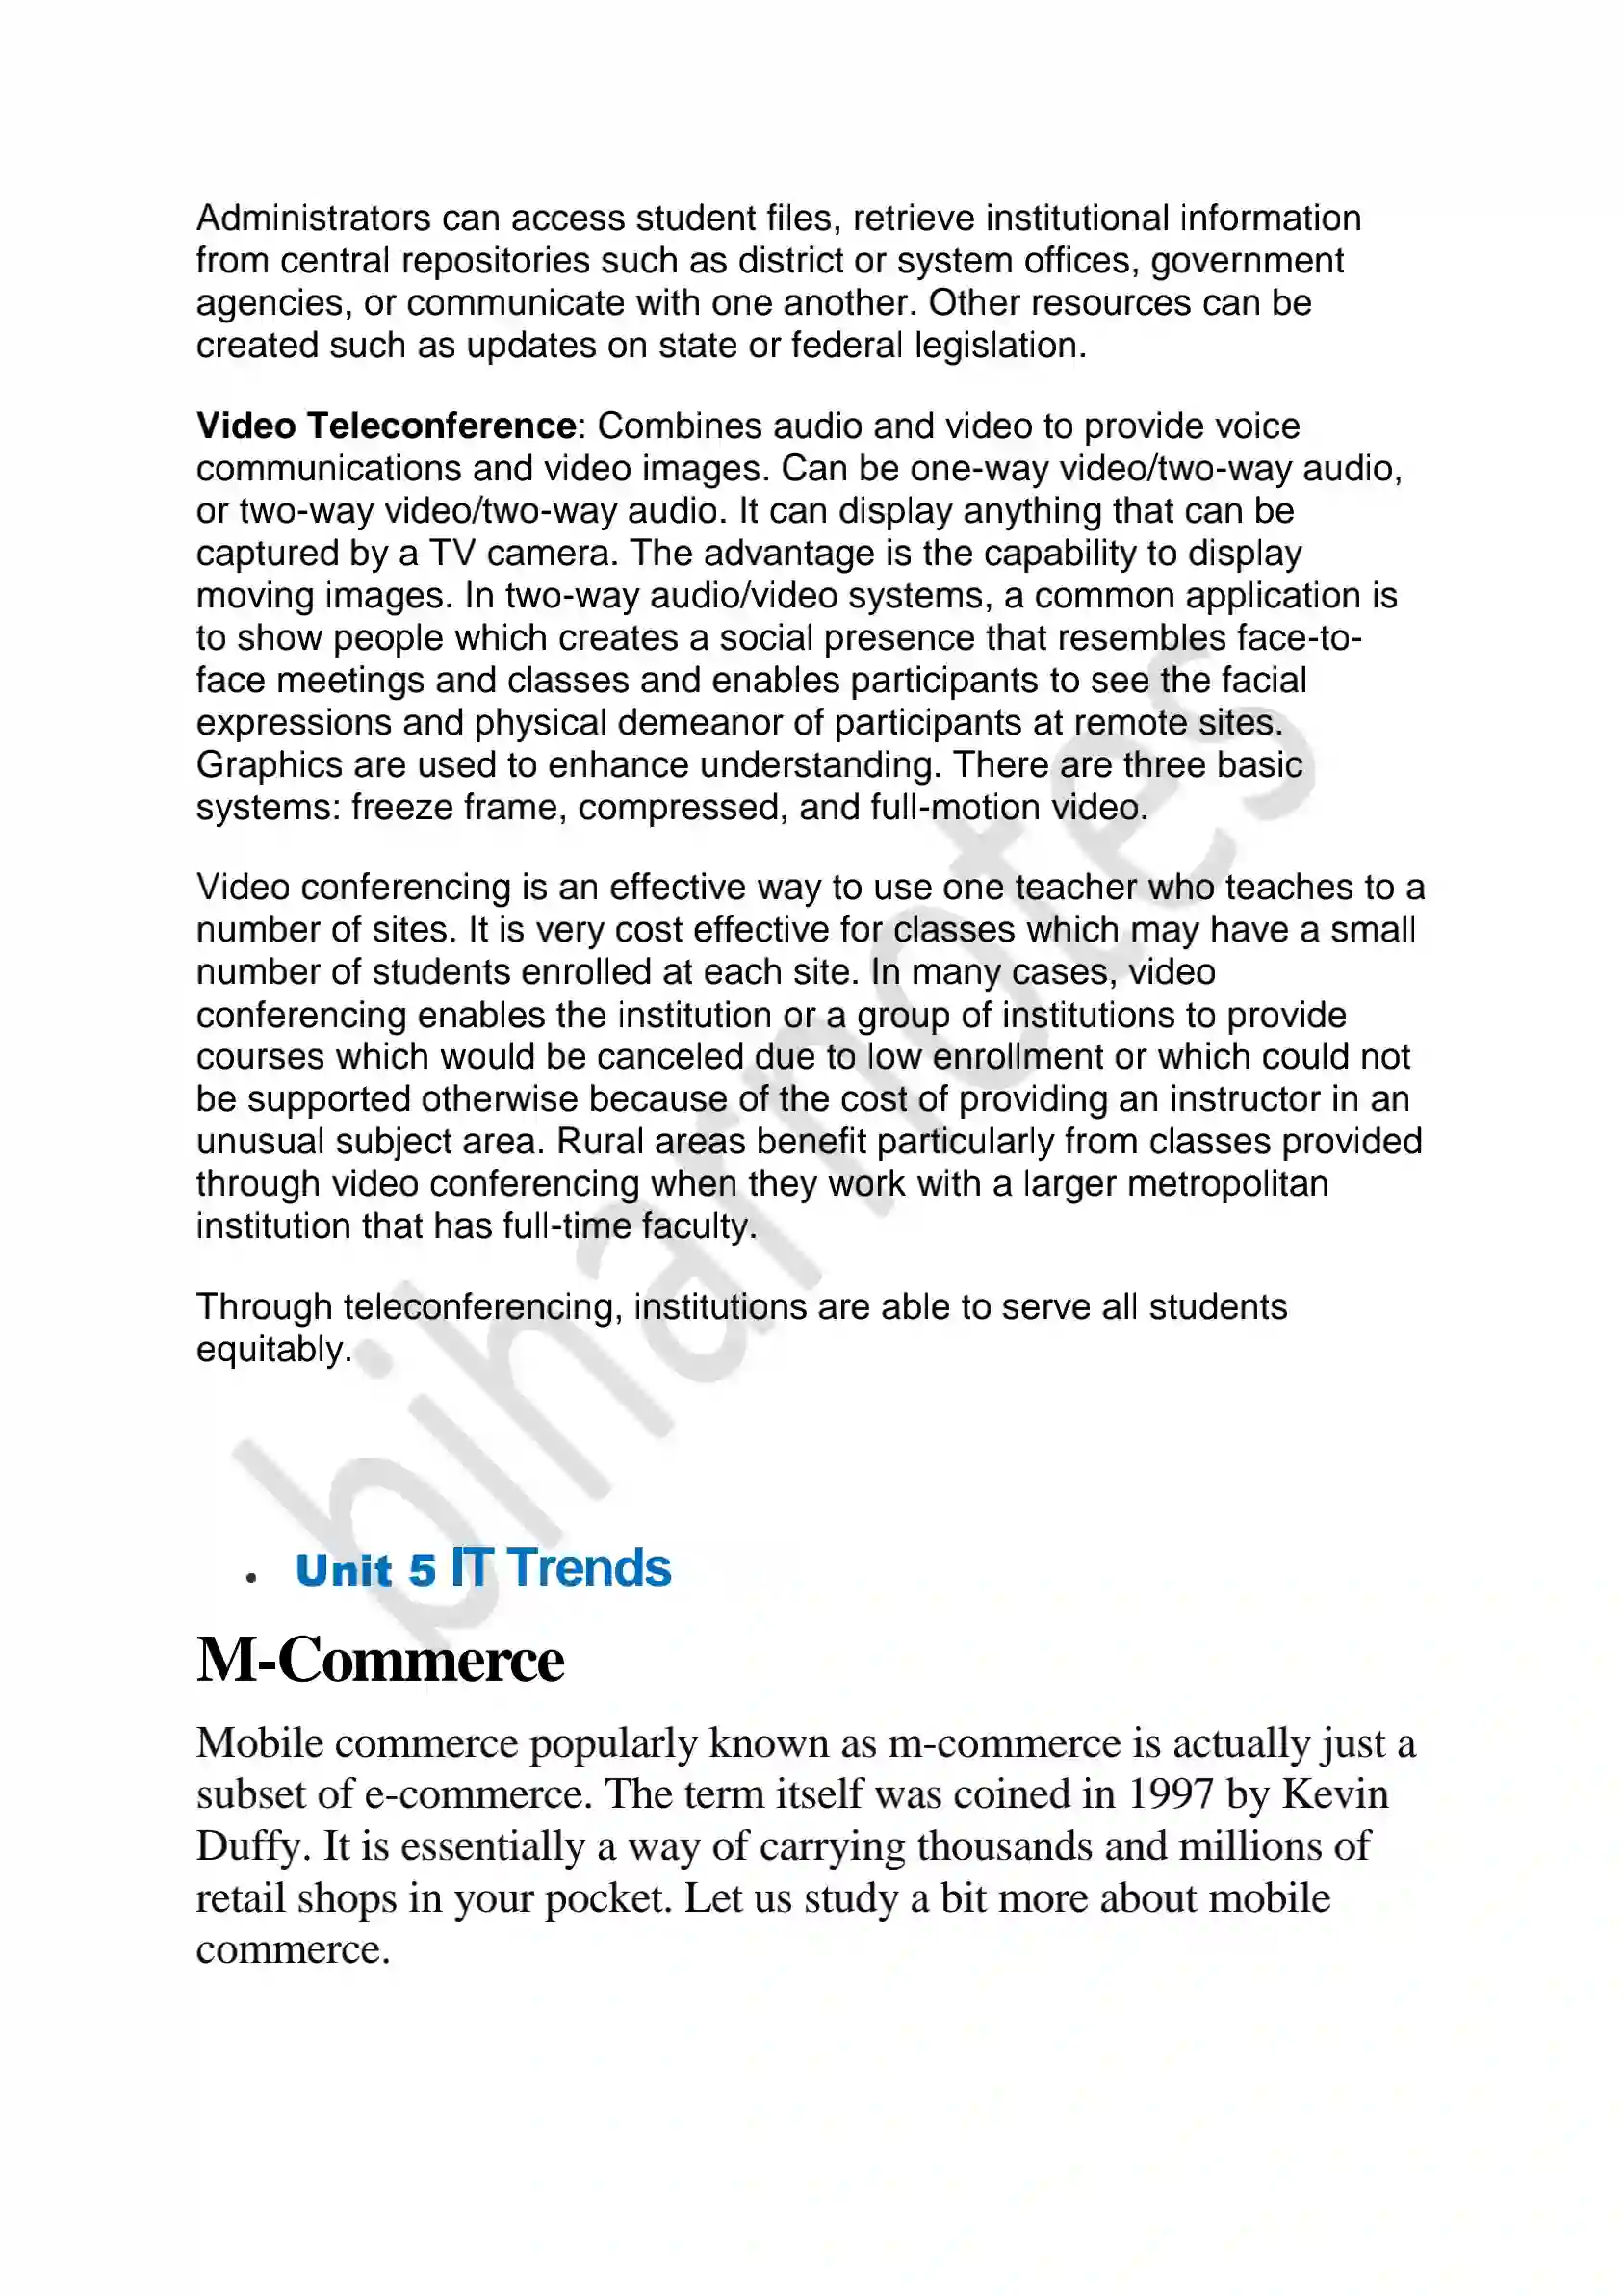 Administrators can access student files, retrieve institutional information
from central repositories such as district or system offices, government
agencies, or communicate with one another. Other resources can be
created such as updates on state or federal legislation.
Video Teleconference: Combines audio and video to provide voice
communications and video images. Can be one-way video/two-way audio,
or two-way video/two-way audio. It can display anything that can be
captured by a TV camera. The advantage is the capability to display
moving images. In two-way audio/video systems, a common application is
to show people which creates a social presence that resembles face-to-
face meetings and classes and enables participants to see the facial
expressions and physical demeanor of participants at remote sites.
Graphics are used to enhance understanding. There are three basic
systems: freeze frame, compressed, and full-motion video.
Video conferencing is an effective way to use one teacher who teaches to a
number of sites. It is very cost effective for classes which may have a small
number of students enrolled at each site. In many cases, video
conferencing enables the institution or a group of institutions to provide
courses which would be canceled due to low enrollment or which could not
be supported otherwise because of the cost of providing an instructor in an
unusual subject area. Rural areas benefit particularly from classes provided
through video conferencing when they work with a larger metropolitan
institution that has full-time faculty.
Through teleconferencing, institutions are able to serve all students
equitably.
• Unit 5 IT Trends
M-Commerce
Mobile commerce popularly known as m-commerce is actually just a
subset of e-commerce. The term itself was coined in 1997 by Kevin
Duffy. It is essentially a way of carrying thousands and millions of
retail shops in your pocket. Let us study a bit more about mobile
commerce.
biharnotes